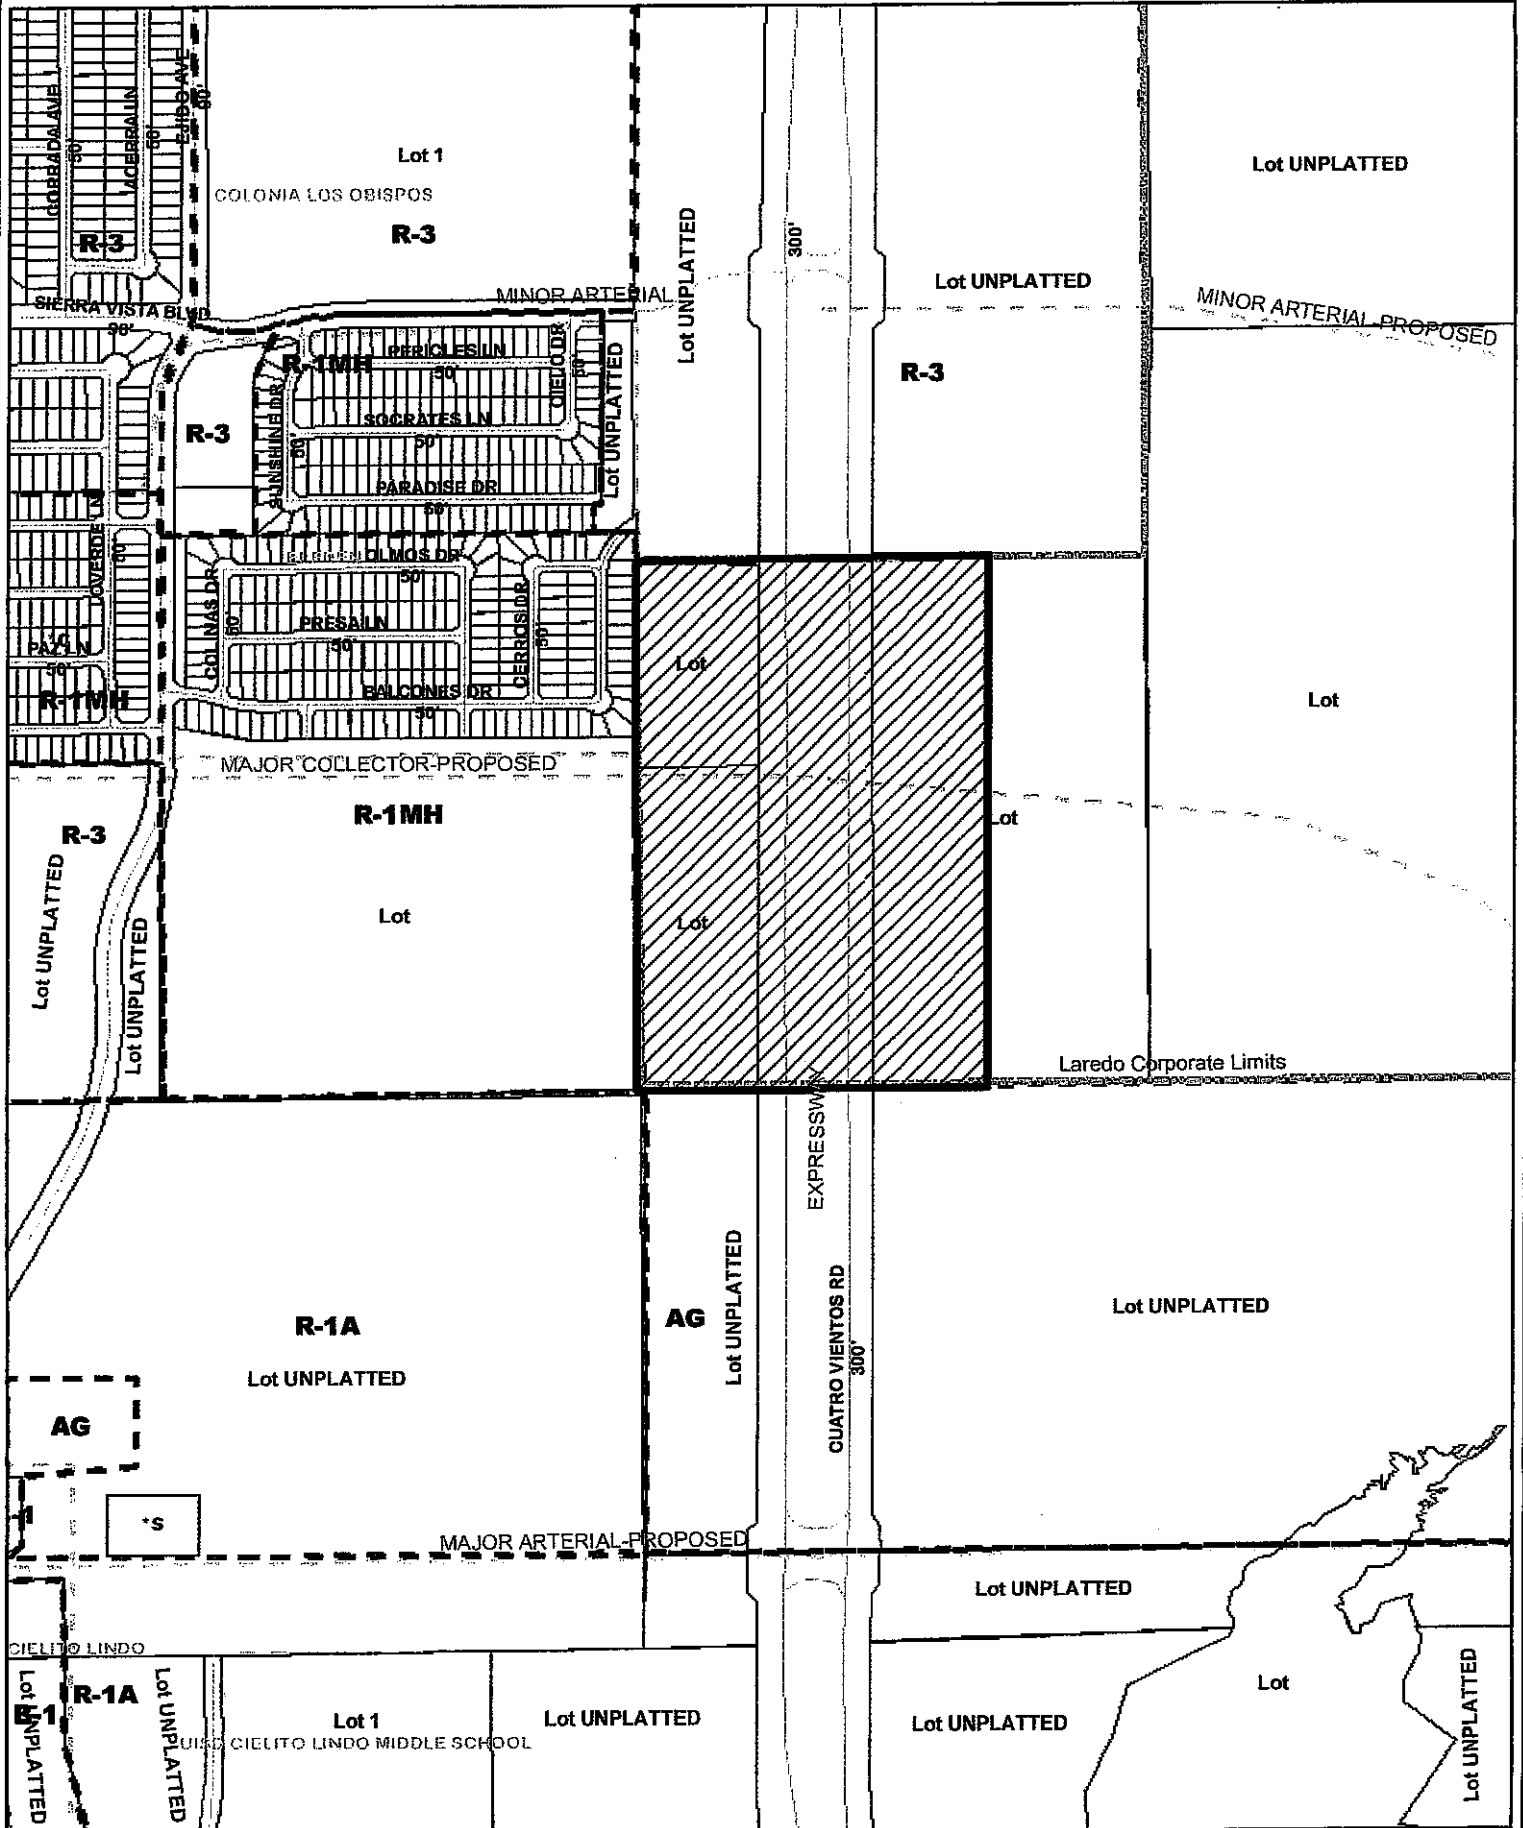 CORRADA AVE
50'
ACERRA LN
50'
EJIDO AVE
90'
R-3
Lot 1
COLONIA LOS OBISPOS
R-3
Lot UNPLATTED
300'
Lot UNPLATTED
Lot UNPLATTED
MINOR ARTERIAL
MINOR ARTERIAL-PROPOSED
SIERRA VISTA BLVD
90'
R-1MH
PERICLES LN
50'
CIELO DR
50'
Lot UNPLATTED
R-3
R-3
SUNSHINE DR
50'
SOCRATES LN
50'
PARADISE DR
50'
LOVERDE LN
50'
OLMOS DR
50'
COLINAS DR
50'
PRESA LN
50'
CERROS DR
50'
BALCONES DR
50'
PAZ LN
50'
R-1MH
Lot
Lot
MAJOR COLLECTOR-PROPOSED
R-1MH
R-3
Lot UNPLATTED
Lot UNPLATTED
Lot
Lot
Lot
Laredo Corporate Limits
EXPRESSWAY
R-1A
Lot UNPLATTED
AG
Lot UNPLATTED
CUATRO VIENTOS RD
300'
Lot UNPLATTED
AG
*S
MAJOR ARTERIAL-PROPOSED
Lot UNPLATTED
CIELITO LINDO
Lot UNPLATTED
R-1A
Lot UNPLATTED
Lot 1
UISD CIELITO LINDO MIDDLE SCHOOL
Lot UNPLATTED
Lot UNPLATTED
Lot
Lot UNPLATTED